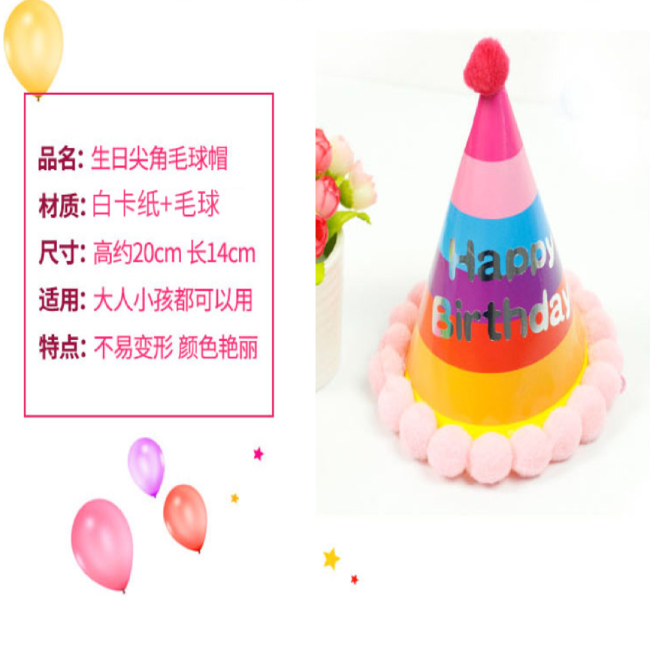 品名：生日尖角毛球帽
材质：白卡纸+毛球
尺寸：高约20cm 长14cm
适用：大人小孩都可以用
特点：不易变形 颜色艳丽
Happy
Birthday